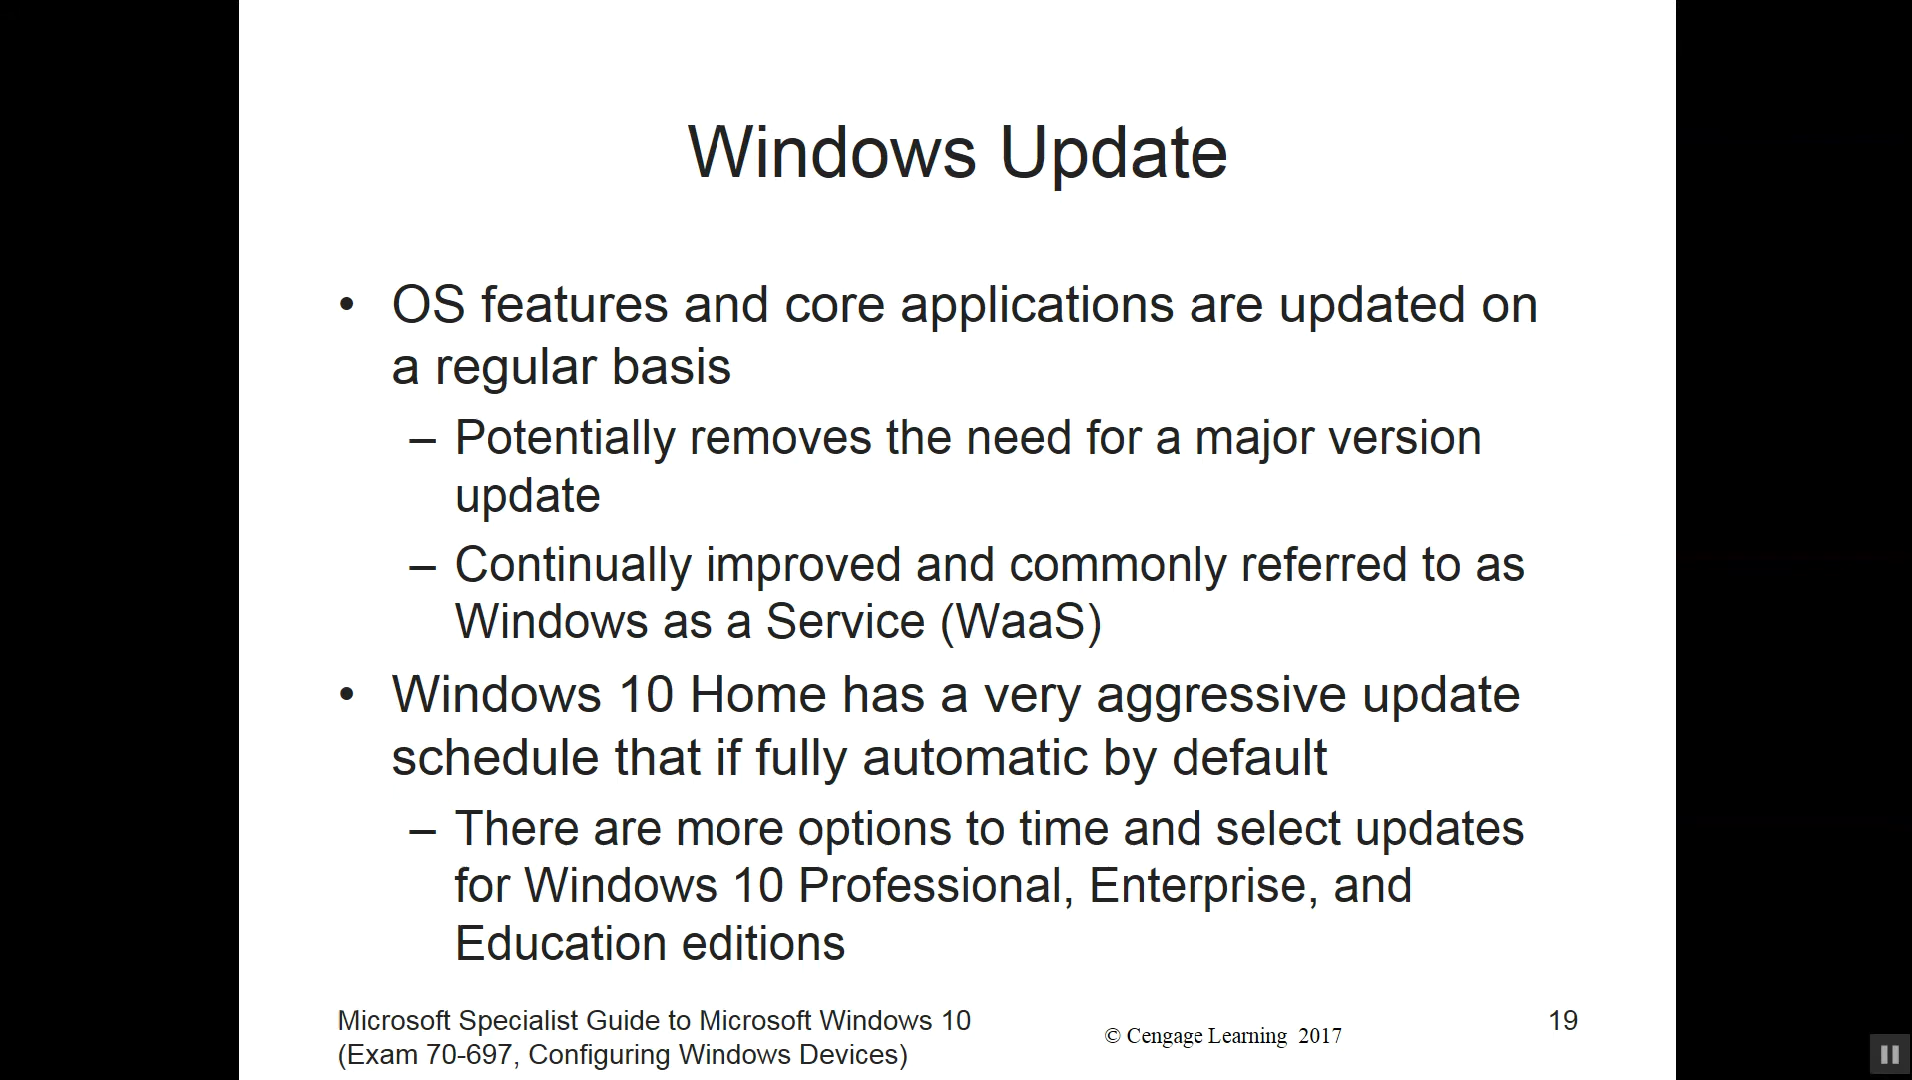 Windows Update
• OS features and core applications are updated on
a regular basis
– Potentially removes the need for a major version
update
– Continually improved and commonly referred to as
Windows as a Service (WaaS)
• Windows 10 Home has a very aggressive update
schedule that if fully automatic by default
– There are more options to time and select updates
for Windows 10 Professional, Enterprise, and
Education editions
Microsoft Specialist Guide to Microsoft Windows 10
(Exam 70-697, Configuring Windows Devices)
© Cengage Learning 2017
19